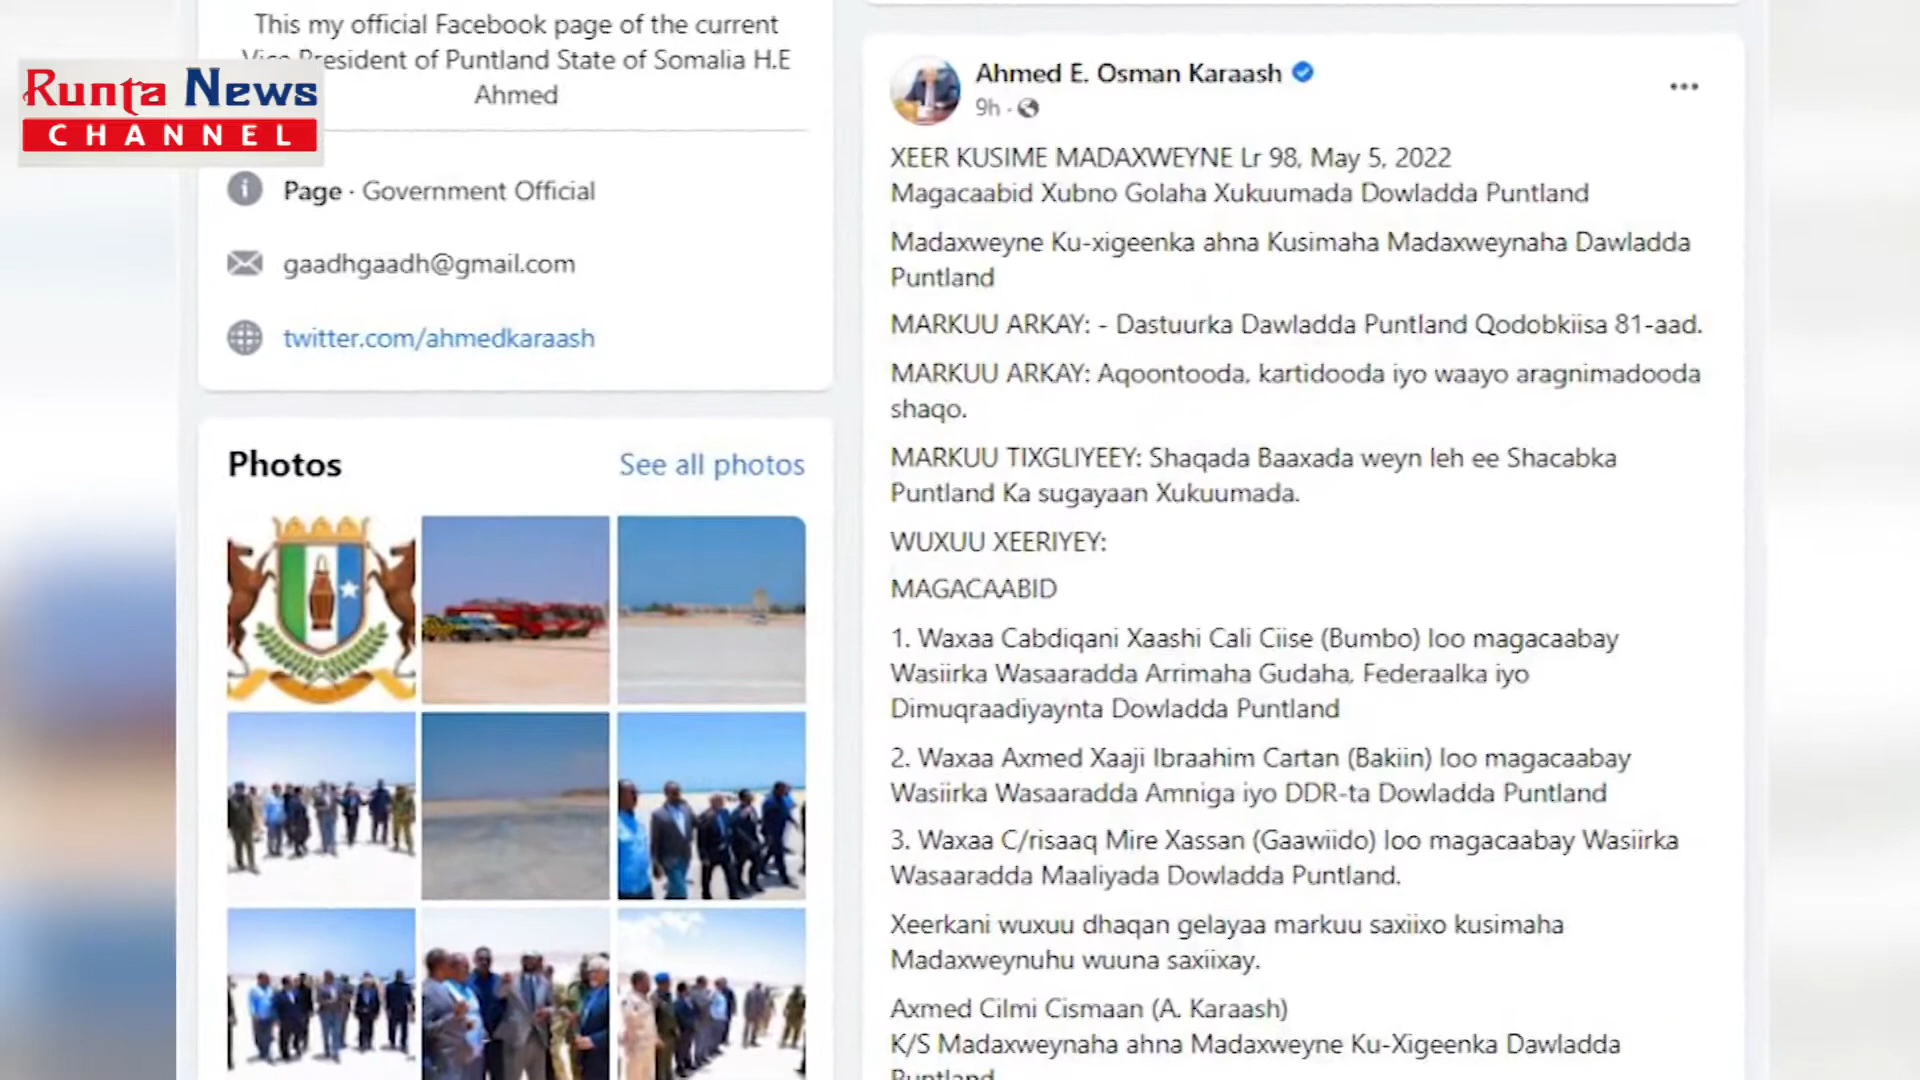 This my official Facebook page of the current
Vice President of Puntland State of Somalia H.E
Ahmed
Runta News
CHANNEL
Page · Government Official
gaadhgaadh@gmail.com
twitter.com/ahmedkaraash
Photos
See all photos
Ahmed E. Osman Karaash
9h ·
XEER KUSIME MADAXWEYNE Lr 98, May 5, 2022
Magacaabid Xubno Golaha Xukuumada Dowladda Puntland
Madaxweyne Ku-xigeenka ahna Kusimaha Madaxweynaha Dawladda
Puntland
MARKUU ARKAY: - Dastuurka Dawladda Puntland Qodobkiisa 81-aad.
MARKUU ARKAY: Aqoontooda, kartidooda iyo waayo aragnimadooda
shaqo.
MARKUU TIXGLIYEEY: Shaqada Baaxada weyn leh ee Shacabka
Puntland Ka sugayaan Xukuumada.
WUXUU XEERIYEY:
MAGACAABID
1. Waxaa Cabdiqani Xaashi Cali Ciise (Bumbo) loo magacaabay
Wasiirka Wasaaradda Arrimaha Gudaha, Federaalka iyo
Dimuqraadiyaynta Dowladda Puntland
2. Waxaa Axmed Xaaji Ibraahim Cartan (Bakiin) loo magacaabay
Wasiirka Wasaaradda Amniga iyo DDR-ta Dowladda Puntland
3. Waxaa C/risaaq Mire Xassan (Gaawiido) loo magacaabay Wasiirka
Wasaaradda Maaliyada Dowladda Puntland.
Xeerkani wuxuu dhaqan gelayaa markuu saxiixo kusimaha
Madaxweynuhu wuuna saxiixay.
Axmed Cilmi Cismaan (A. Karaash)
K/S Madaxweynaha ahna Madaxweyne Ku-Xigeenka Dawladda
Puntland